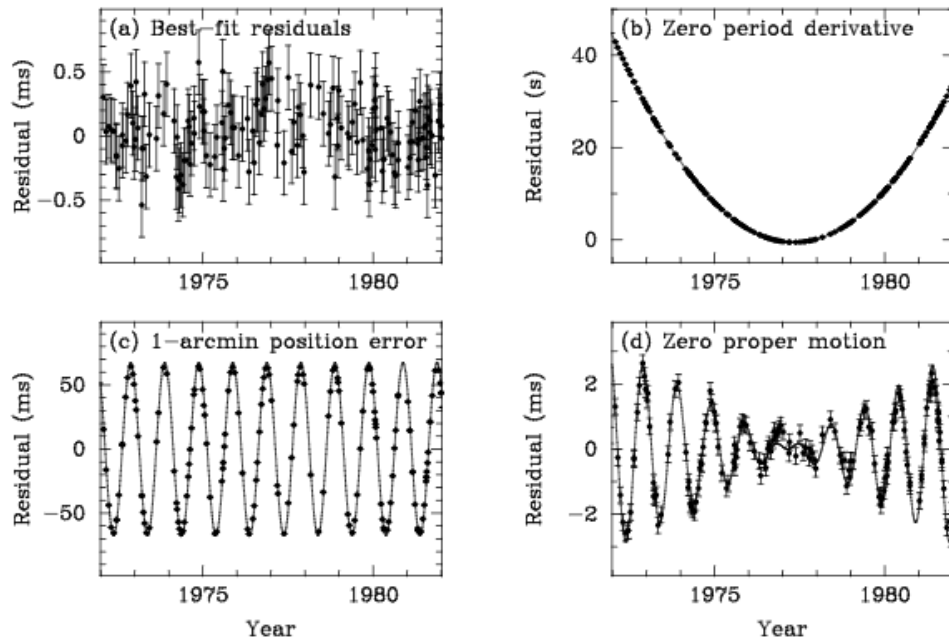 (a) Best-fit residuals
Residual (ms)
0.5
0
−0.5
1975
1980
(b) Zero period derivative
Residual (s)
40
20
0
1975
1980
(c) 1-arcmin position error
Residual (ms)
50
0
−50
1975
1980
Year
(d) Zero proper motion
Residual (ms)
2
0
−2
1975
1980
Year